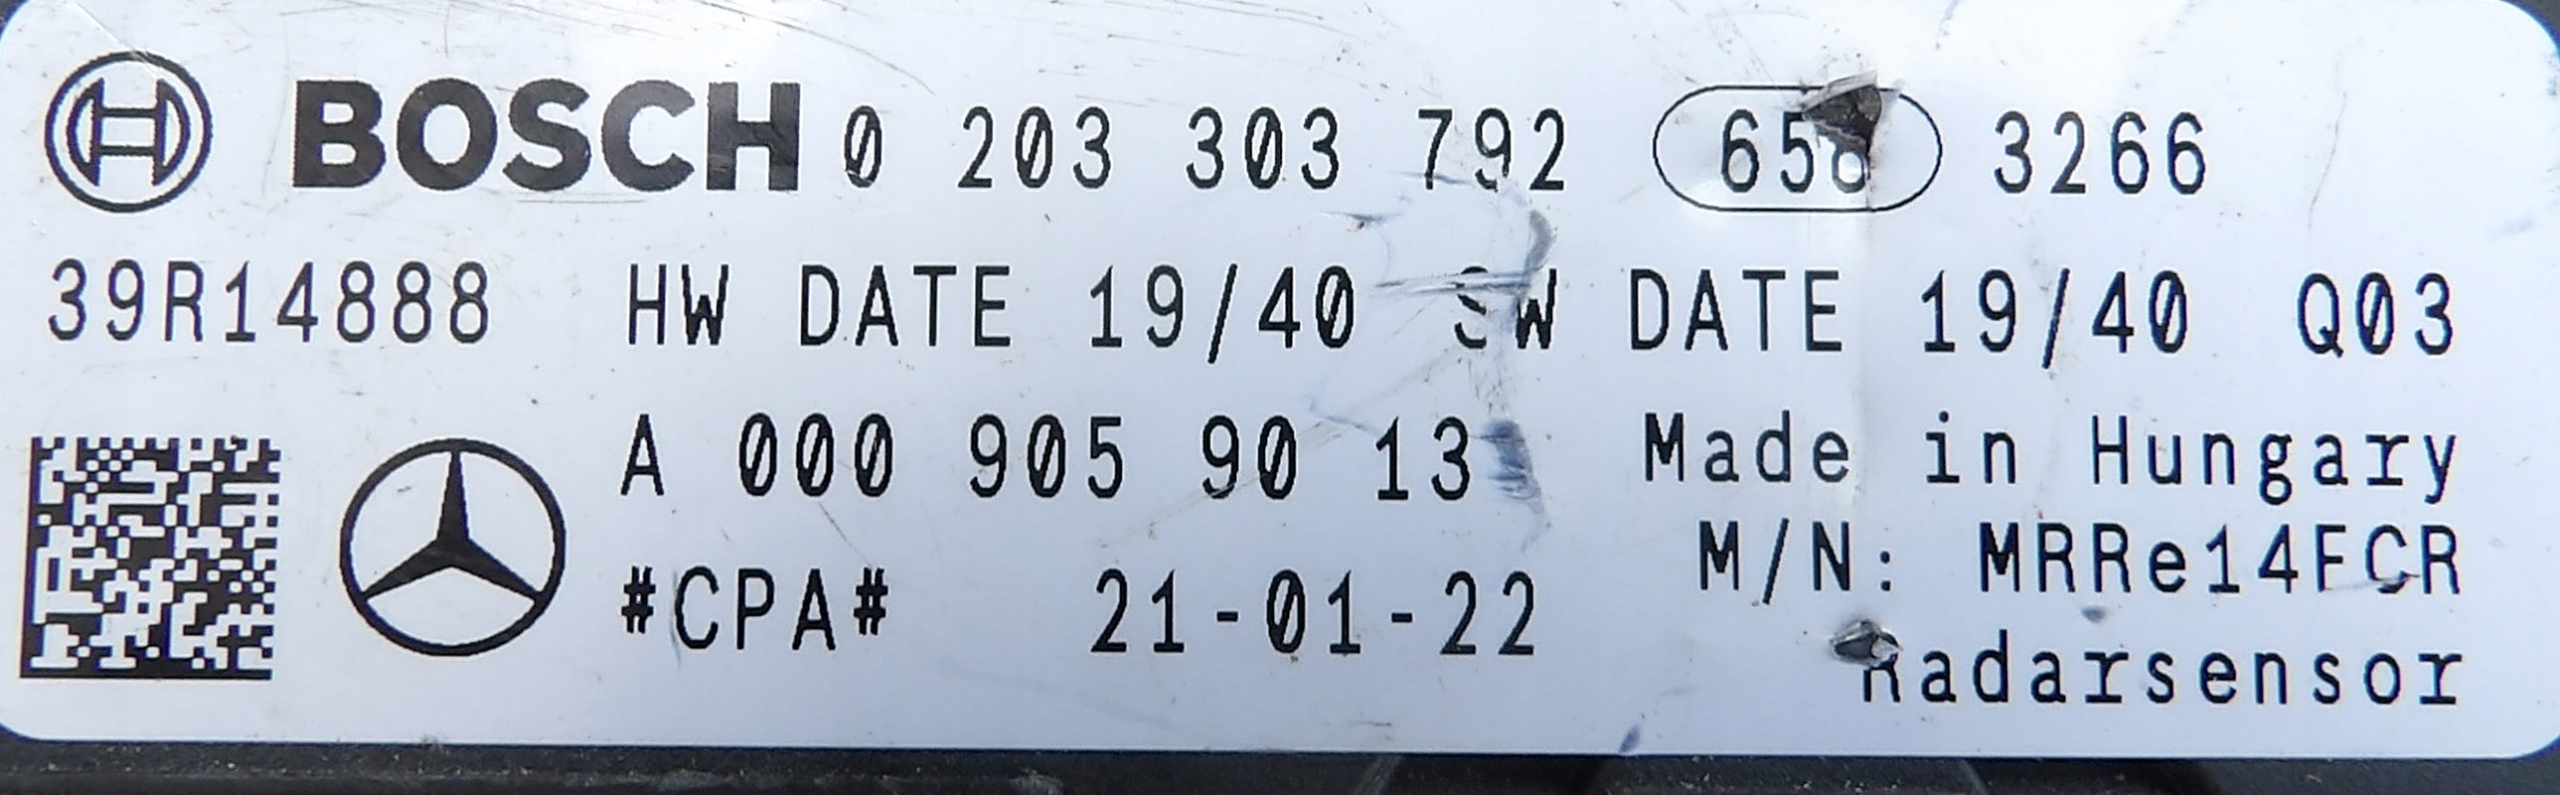 BOSCH 0 203 303 792 3266
39R14888 HW DATE 19/40 SW DATE 19/40 Q03
A 000 905 90 13 Made in Hungary
#CPA# 21-01-22 M/N: MRRe14FCR
Radarsensor